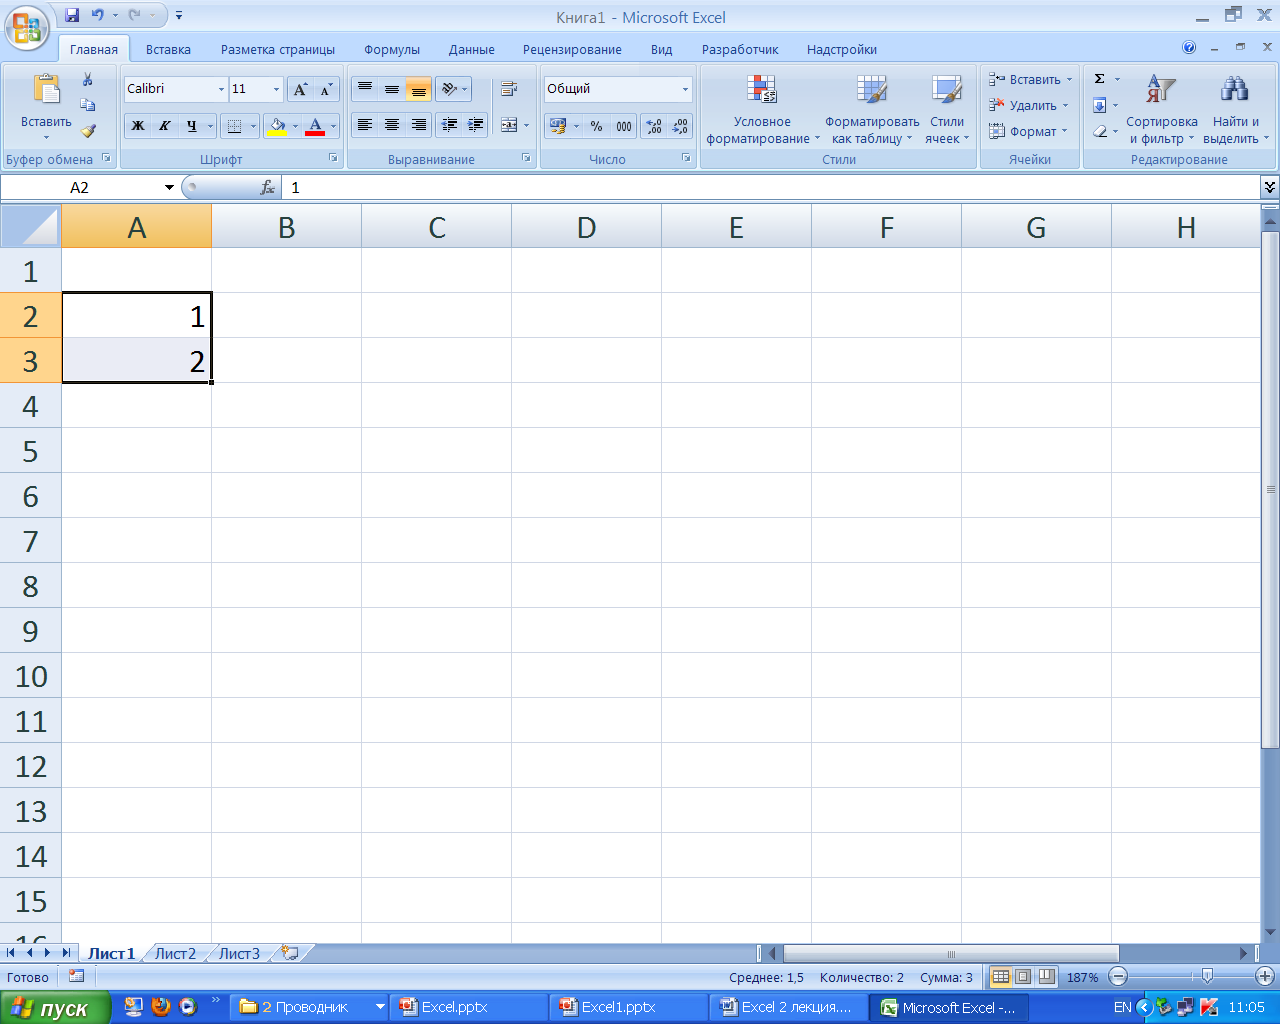 Книга1 - Microsoft Excel
Главная Вставка Разметка страницы Формулы Данные Рецензирование Вид Разработчик Надстройки
Вставить
Буфер обмена
Calibri 11
Ж К Ч
Шрифт
Выравнивание
Общий
% 000
Число
Условное форматирование
Форматировать как таблицу
Стили ячеек
Стили
Вставить
Удалить
Формат
Ячейки
Σ
Сортировка и фильтр
Найти и выделить
Редактирование
A2 fx 1
A B C D E F G H
1
2 1
3 2
4
5
6
7
8
9
10
11
12
13
14
15
16
Лист1 Лист2 Лист3
Готово Среднее: 1,5 Количество: 2 Сумма: 3 187%
пуск 2 Проводник Excel.pptx Excel1.pptx Excel 2 лекция.... Microsoft Excel -... EN 11:05